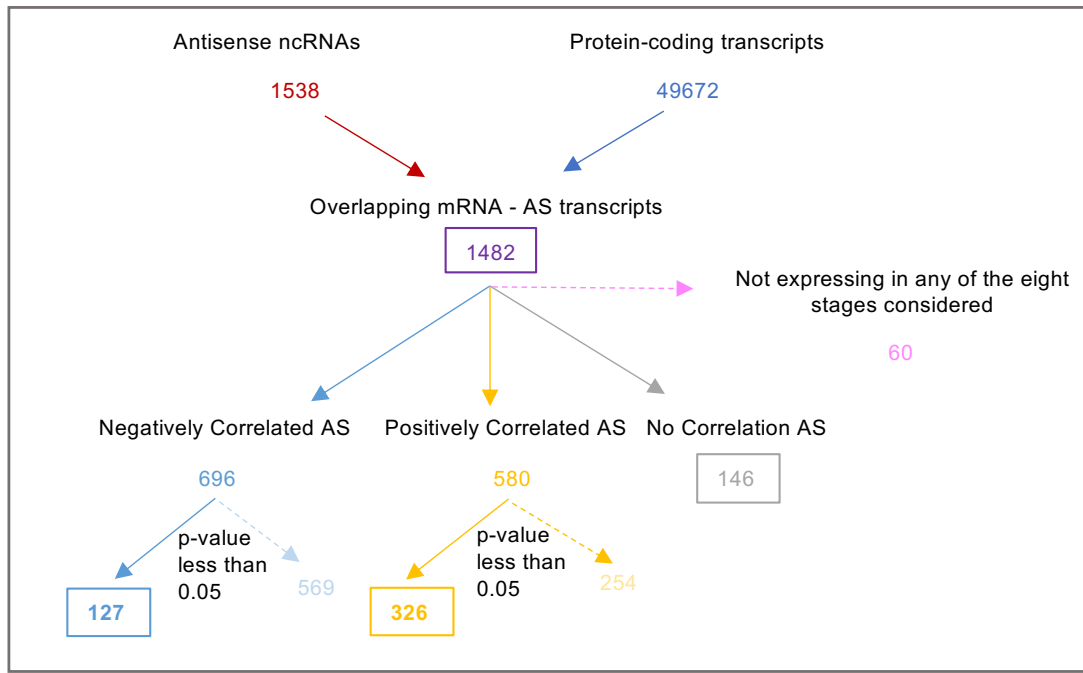 Antisense ncRNAs
Protein-coding transcripts
1538
49672
Overlapping mRNA - AS transcripts
1482
Not expressing in any of the eight
stages considered
60
Negatively Correlated AS
Positively Correlated AS
No Correlation AS
696
580
146
p-value
less than
0.05
p-value
less than
0.05
569
254
127
326